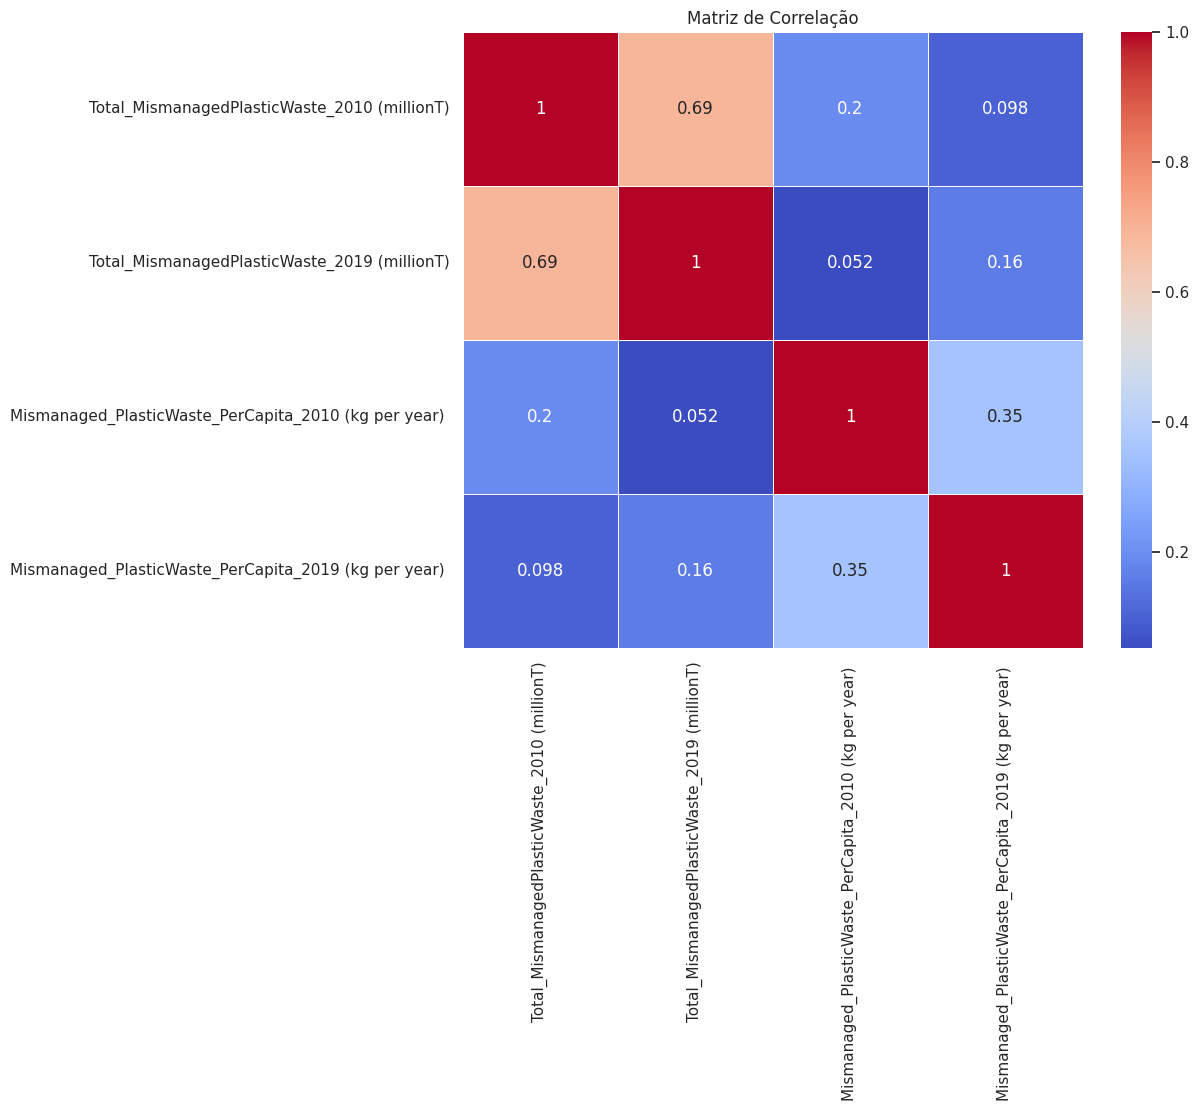 Matriz de Correlação
Total_MismanagedPlasticWaste_2010 (millionT)
1
0.69
0.2
0.098
Total_MismanagedPlasticWaste_2019 (millionT)
0.69
1
0.052
0.16
Mismanaged_PlasticWaste_PerCapita_2010 (kg per year)
0.2
0.052
1
0.35
Mismanaged_PlasticWaste_PerCapita_2019 (kg per year)
0.098
0.16
0.35
1
Total_MismanagedPlasticWaste_2010 (millionT)
Total_MismanagedPlasticWaste_2019 (millionT)
Mismanaged_PlasticWaste_PerCapita_2010 (kg per year)
Mismanaged_PlasticWaste_PerCapita_2019 (kg per year)
1.0
0.8
0.6
0.4
0.2